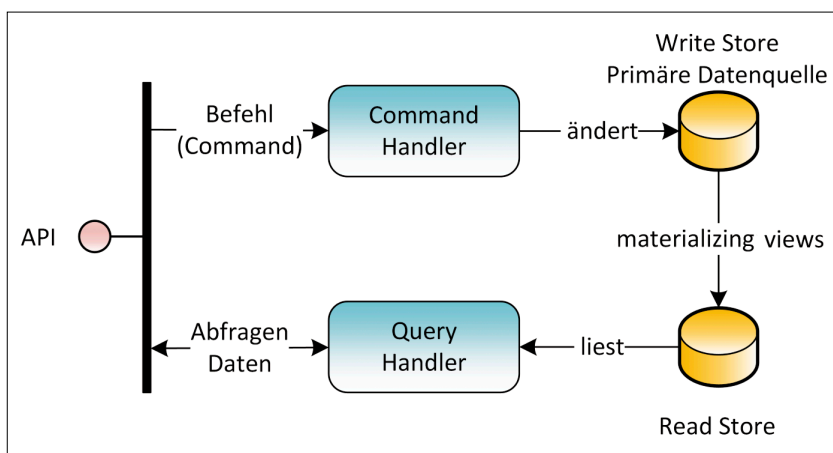 Write Store
Primäre Datenquelle
Befehl
(Command)
Command
Handler
ändert
API
materializing views
Abfragen
Daten
Query
Handler
liest
Read Store